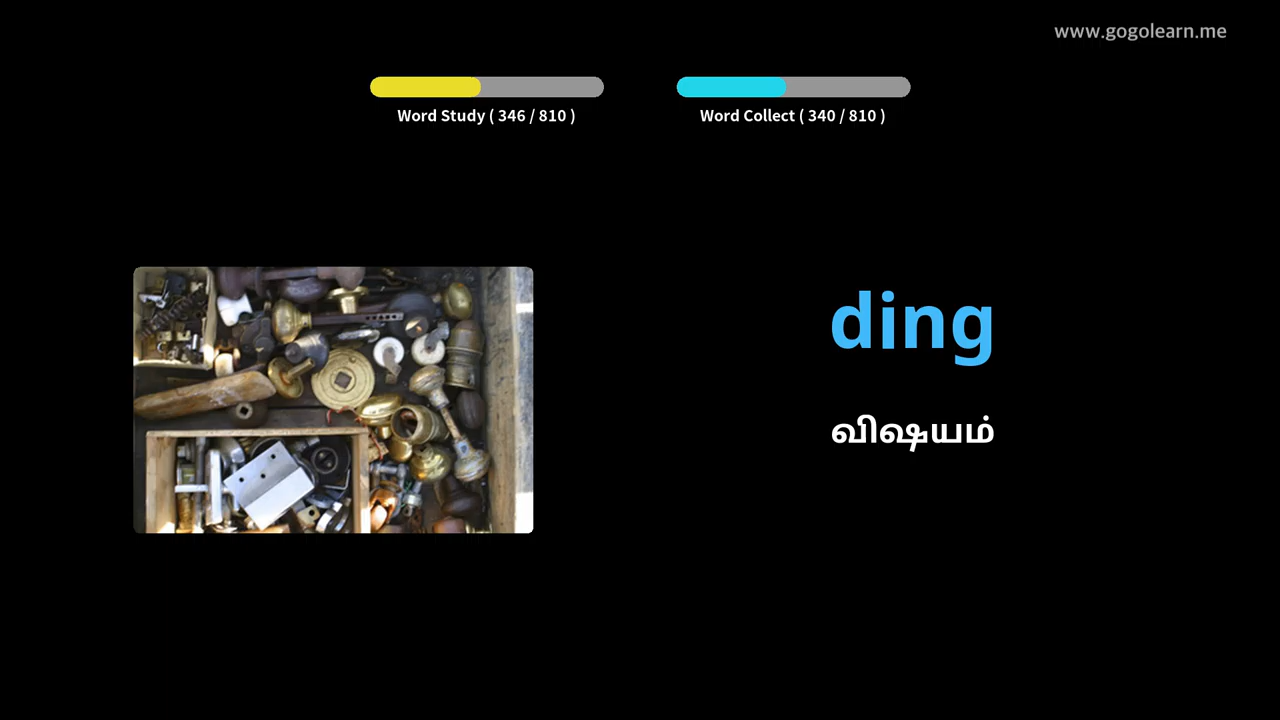 www.gogolearn.me
Word Study ( 346 / 810 )
Word Collect ( 340 / 810 )
ding
விஷயம்